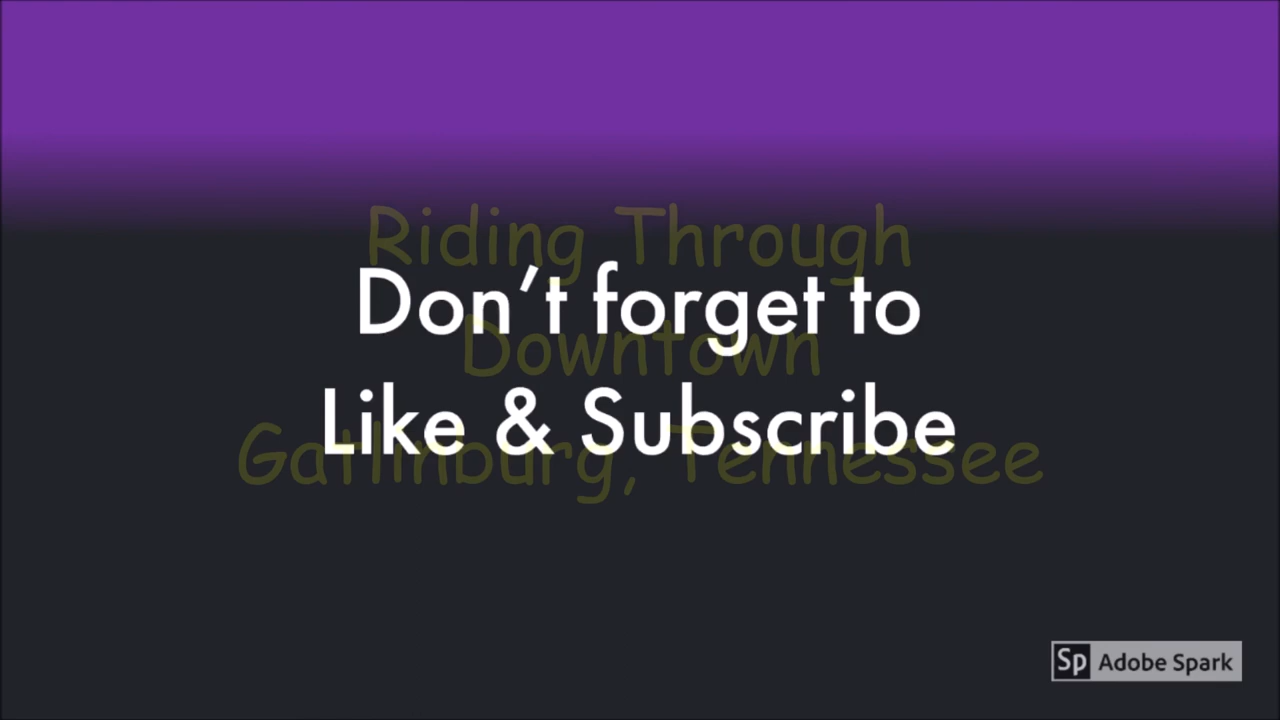 Riding Through
Don't forget to
Downtown
Like & Subscribe
Gatlinburg, Tennessee
Sp Adobe Spark